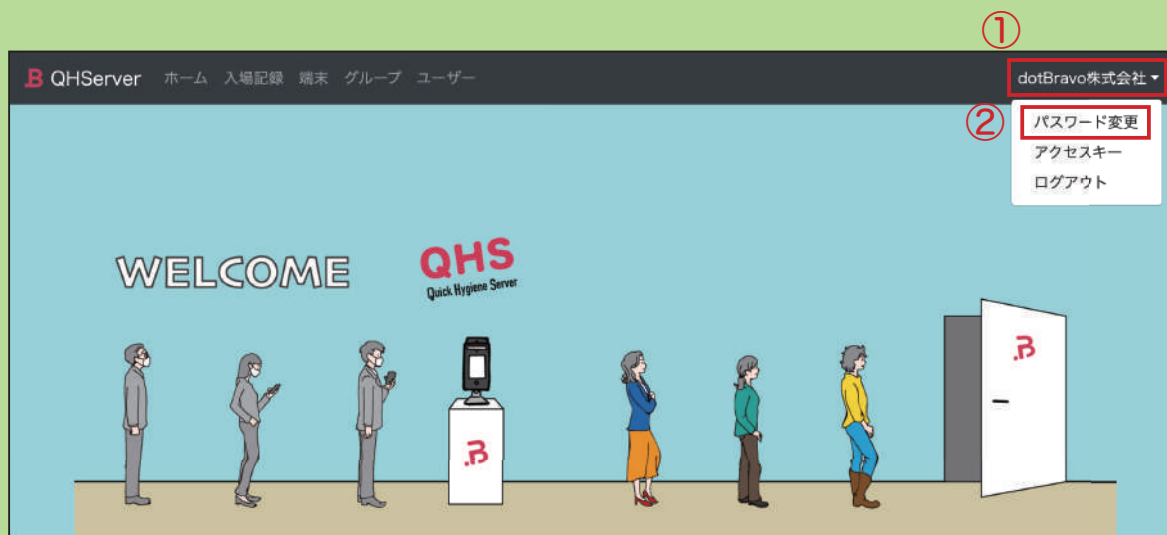 ①
.B QHServer ホーム 入場記録 端末 グループ ユーザー dotBravo株式会社
② パスワード変更
アクセスキー
ログアウト
WELCOME
QHS
Quick Hygiene Server
.B
.B